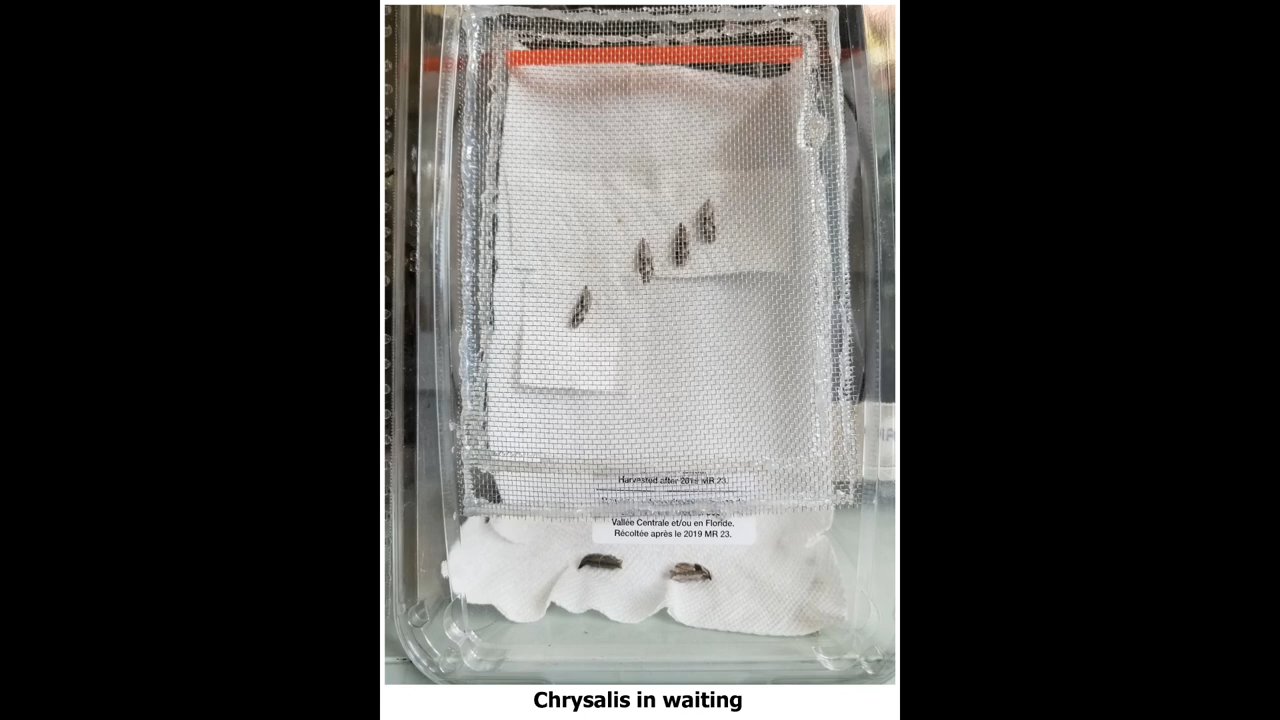 Harvested after 2019 MR 23.
Vallée Centrale et/ou en Floride.
Récoltée après le 2019 MR 23.
Chrysalis in waiting